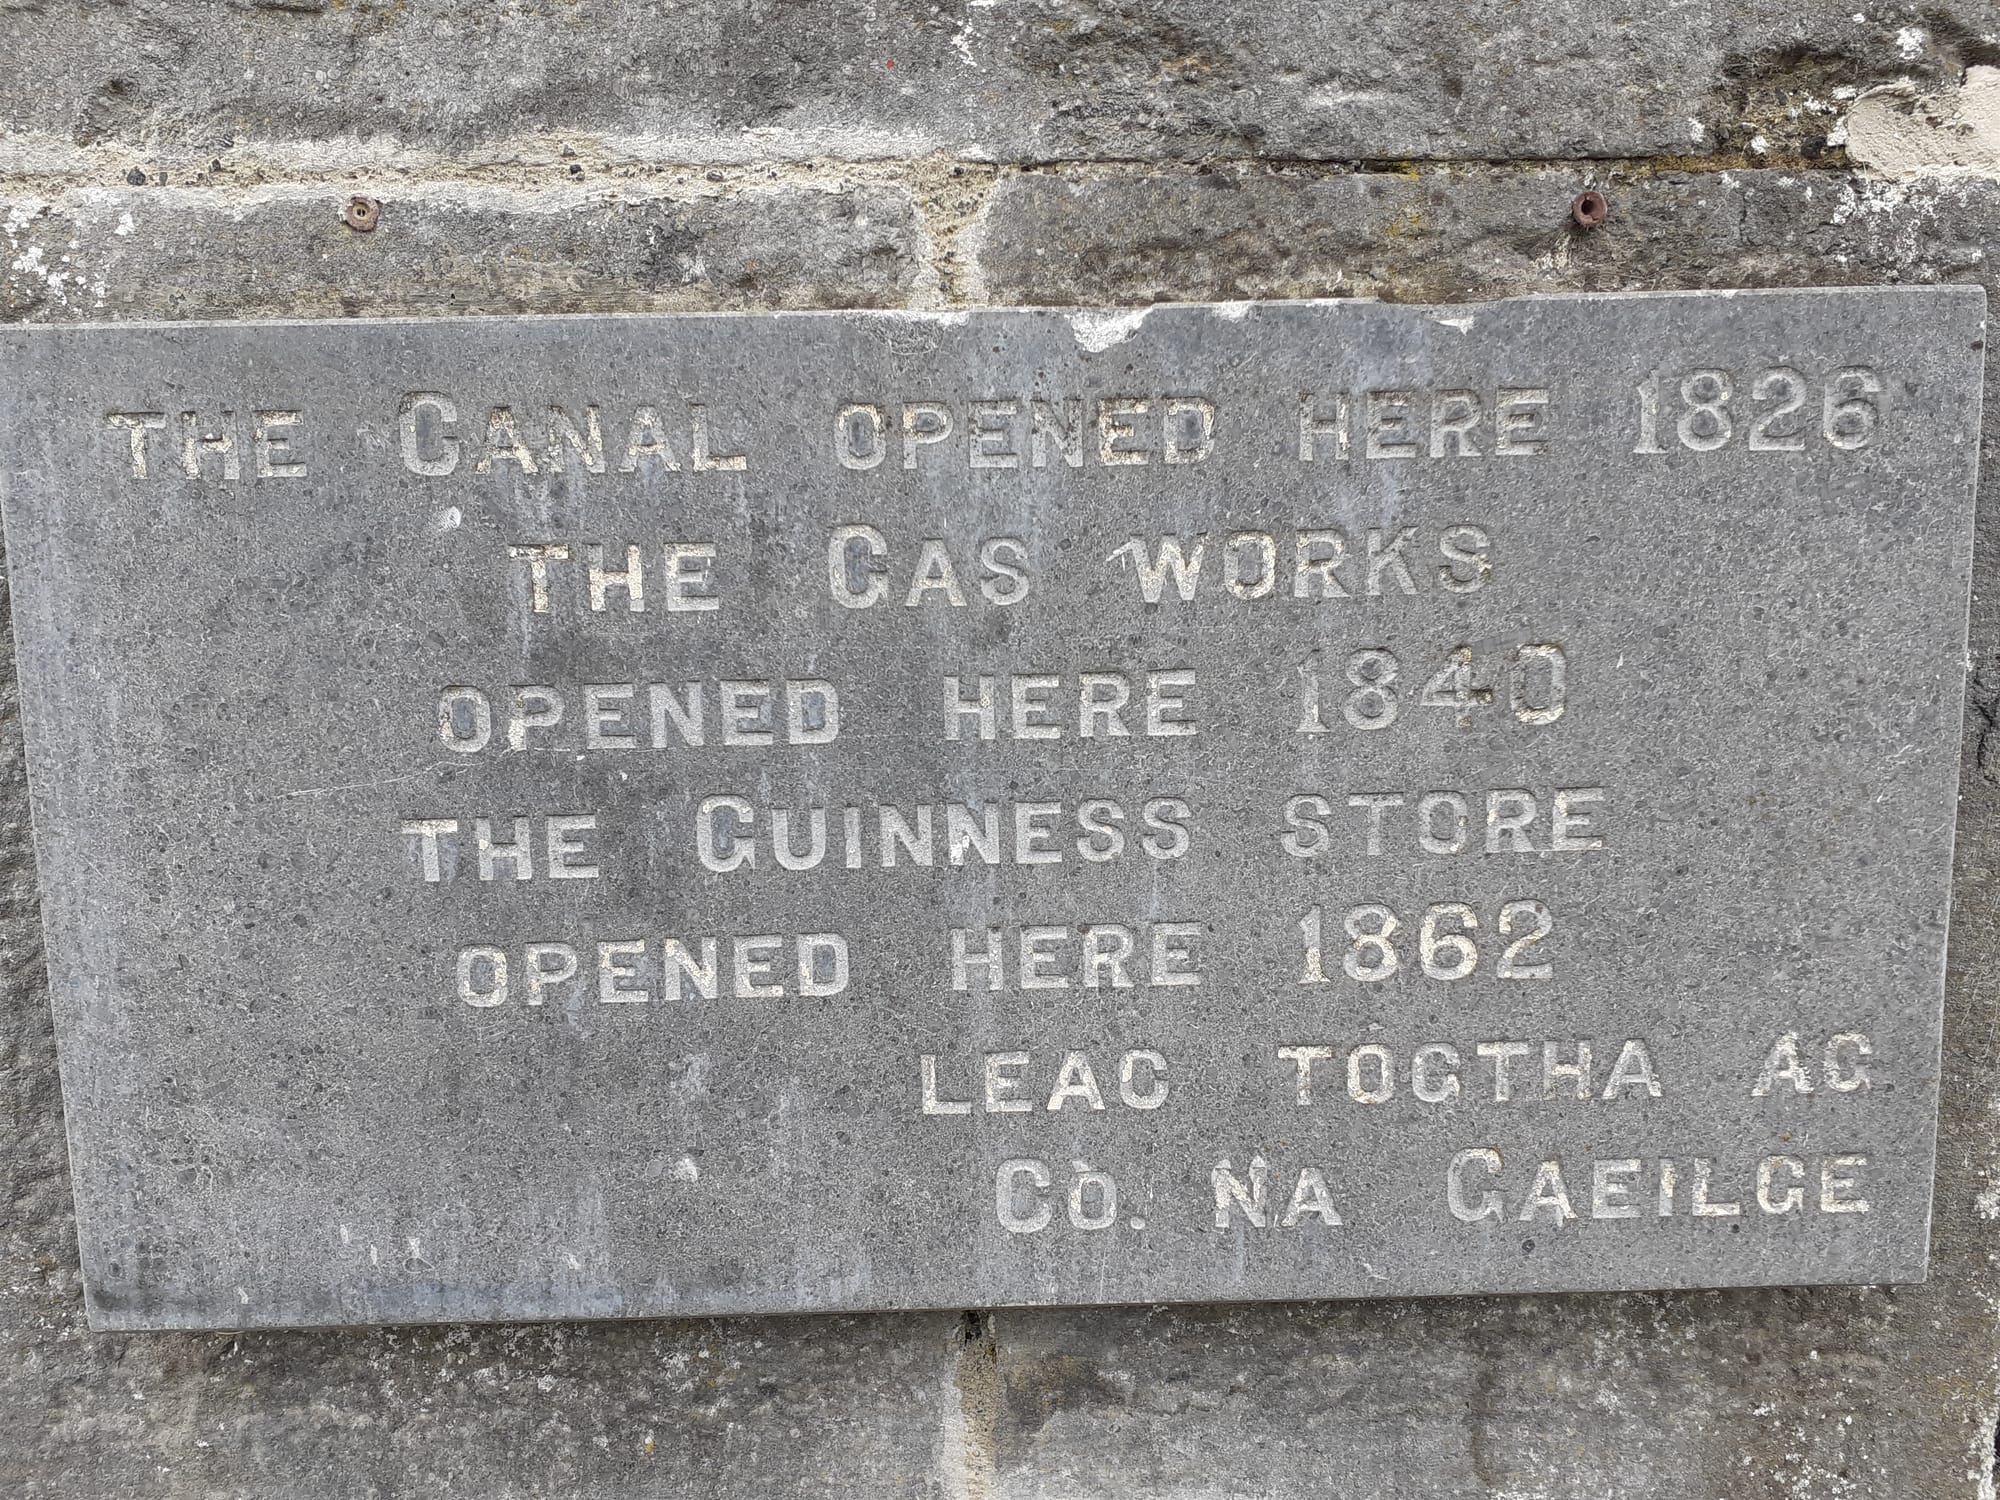 THE CANAL OPENED HERE 1826
THE GAS WORKS
OPENED HERE 1840
THE GUINNESS STORE
OPENED HERE 1862
LEAC TOGTHA AG
CO. NA GAEILGE